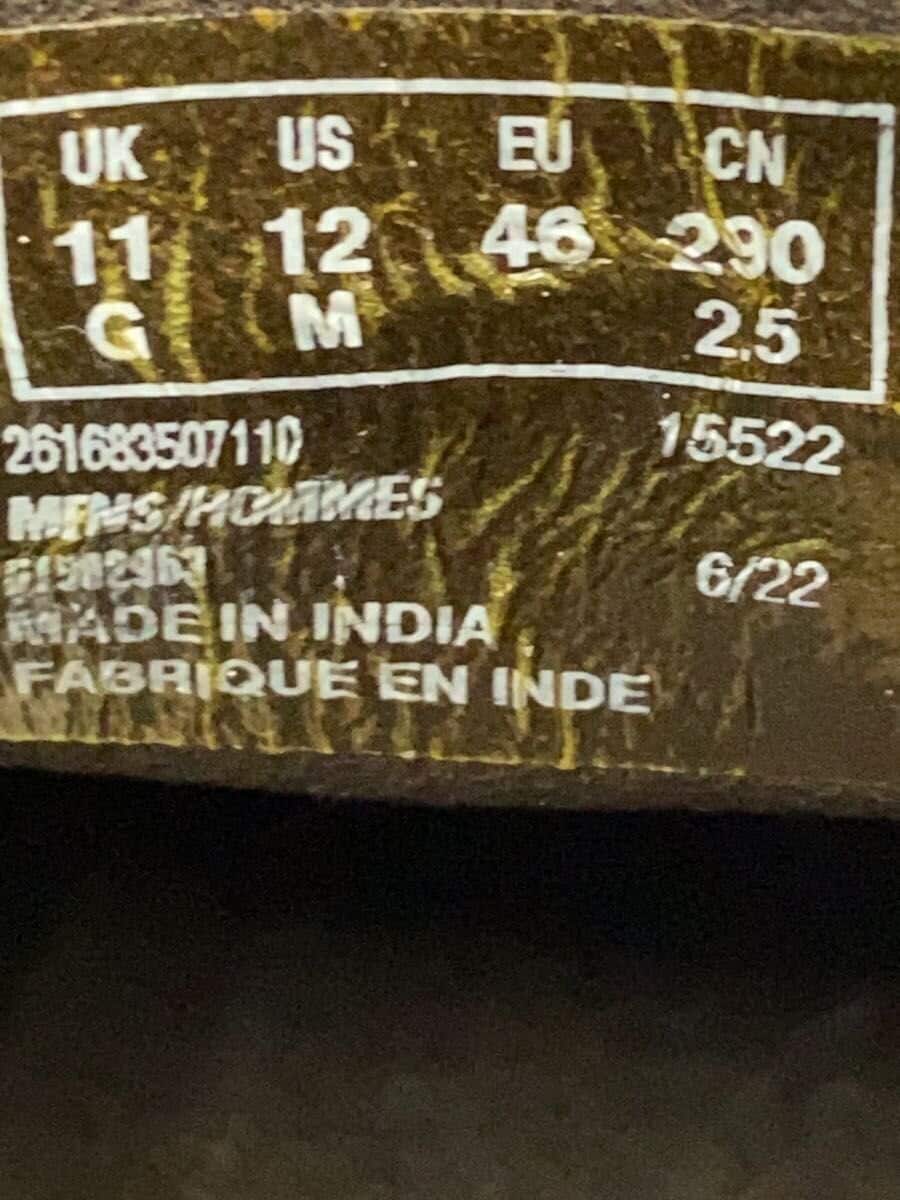 UK US EU CN
11 12 46 290
G M 2.5
261683507110 15522
MENS/HOMMES
6/22
MADE IN INDIA
FABRIQUE EN INDE